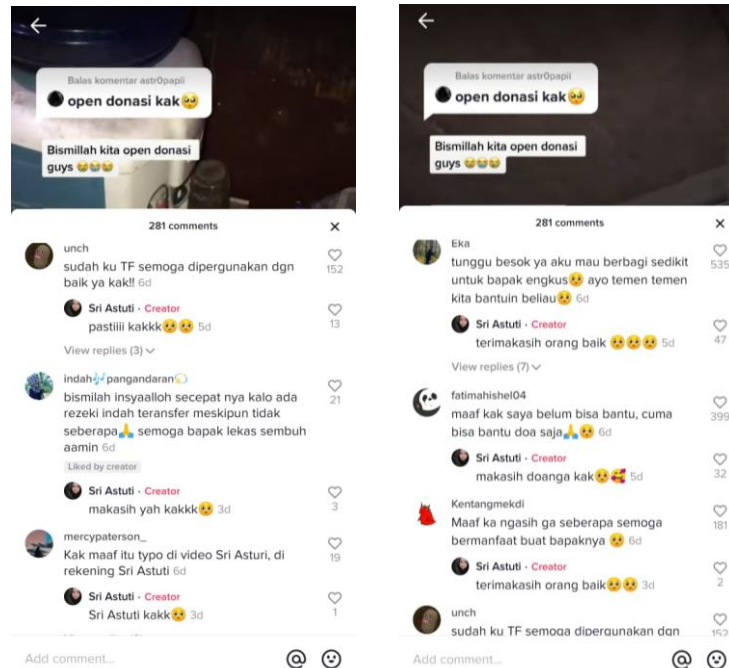 Balas komentar astr0papii
open donasi kak🥺
Bismillah kita open donasi
guys 😭😭😭
281 comments
unch
sudah ku TF semoga dipergunakan dgn
baik ya kak!! 6d
152
Sri Astuti · Creator
pastiiii kakkk🥺🥺 5d
13
View replies (3)
indah🎶pangandaran💫
bismilah insyaalloh secepat nya kalo ada
rezeki indah teransfer meskipun tidak
seberapa🙏 semoga bapak lekas sembuh
aamin 6d
21
Liked by creator
Sri Astuti · Creator
makasih yah kakkk🥺 3d
3
mercypaterson_
Kak maaf itu typo di video Sri Asturi, di
rekening Sri Astuti 6d
19
Sri Astuti · Creator
Sri Astuti kakk🥺 3d
1
Add comment...
Balas komentar astr0papii
open donasi kak🥺
Bismillah kita open donasi
guys 😭😭😭
281 comments
Eka
tunggu besok ya aku mau berbagi sedikit
untuk bapak engkus🥺 ayo temen temen
kita bantuin beliau🥺 6d
535
Sri Astuti · Creator
terimakasih orang baik 🥺🥺🥺 5d
47
View replies (7)
fatimahishel04
maaf kak saya belum bisa bantu, cuma
bisa bantu doa saja🙏🥺 6d
399
Sri Astuti · Creator
makasih doanga kak🥺🥰 5d
32
Kentangmekdi
Maaf ka ngasih ga seberapa semoga
bermanfaat buat bapaknya 🥺 6d
181
Sri Astuti · Creator
terimakasih orang baik🥺🥺 3d
2
unch
sudah ku TF semoga dipergunakan dgn
152
Add comment...